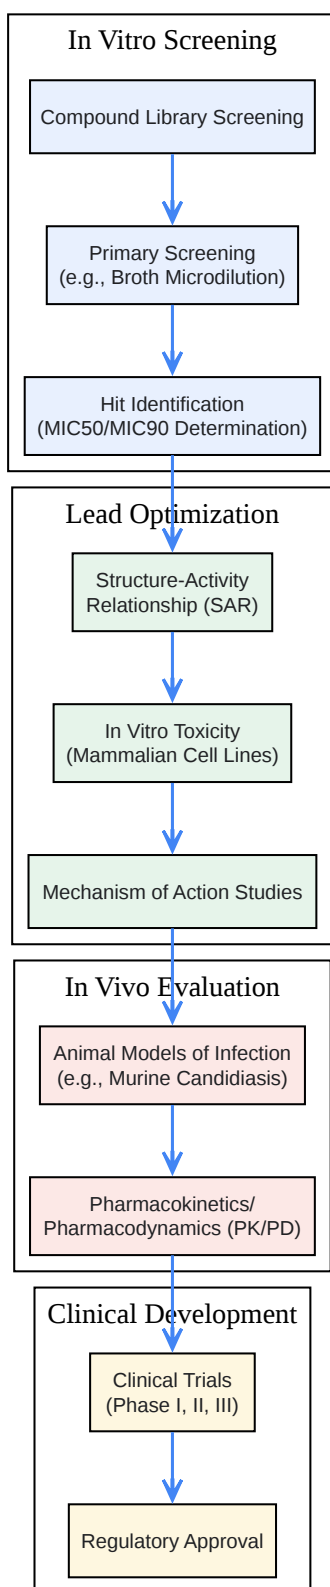 In Vitro Screening
Compound Library Screening
Primary Screening
(e.g., Broth Microdilution)
Hit Identification
(MIC50/MIC90 Determination)
Lead Optimization
Structure-Activity
Relationship (SAR)
In Vitro Toxicity
(Mammalian Cell Lines)
Mechanism of Action Studies
In Vivo Evaluation
Animal Models of Infection
(e.g., Murine Candidiasis)
Pharmacokinetics/
Pharmacodynamics (PK/PD)
Clinical Development
Clinical Trials
(Phase I, II, III)
Regulatory Approval